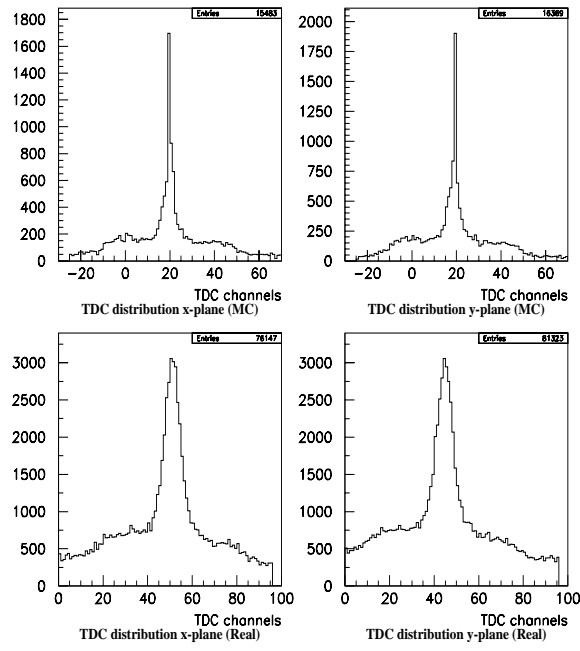 Entries 15483
1800
1600
1400
1200
1000
800
600
400
200
0
−20 0 20 40 60
TDC channels
TDC distribution x-plane (MC)
Entries 16389
2000
1750
1500
1250
1000
750
500
250
0
−20 0 20 40 60
TDC channels
TDC distribution y-plane (MC)
Entries 76147
3000
2500
2000
1500
1000
500
0
0 20 40 60 80 100
TDC channels
TDC distribution x-plane (Real)
Entries 81323
3000
2500
2000
1500
1000
500
0
0 20 40 60 80 100
TDC channels
TDC distribution y-plane (Real)